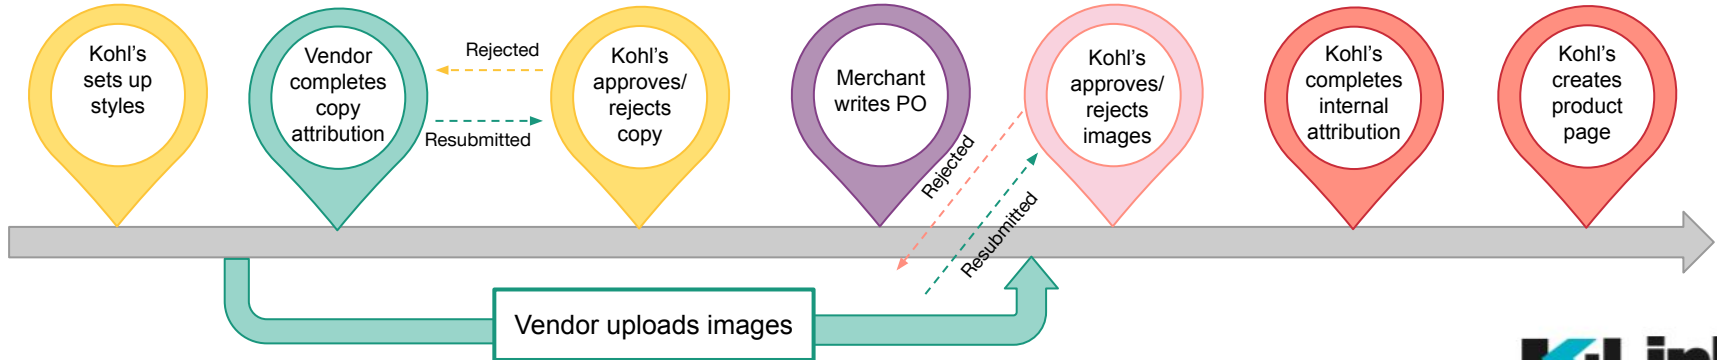 Kohl's
sets up
styles
Vendor
completes
copy
attribution
Rejected
Resubmitted
Kohl's
approves/
rejects
copy
Merchant
writes PO
Rejected
Resubmitted
Kohl's
approves/
rejects
images
Kohl's
completes
internal
attribution
Kohl's
creates
product
page
Vendor uploads images